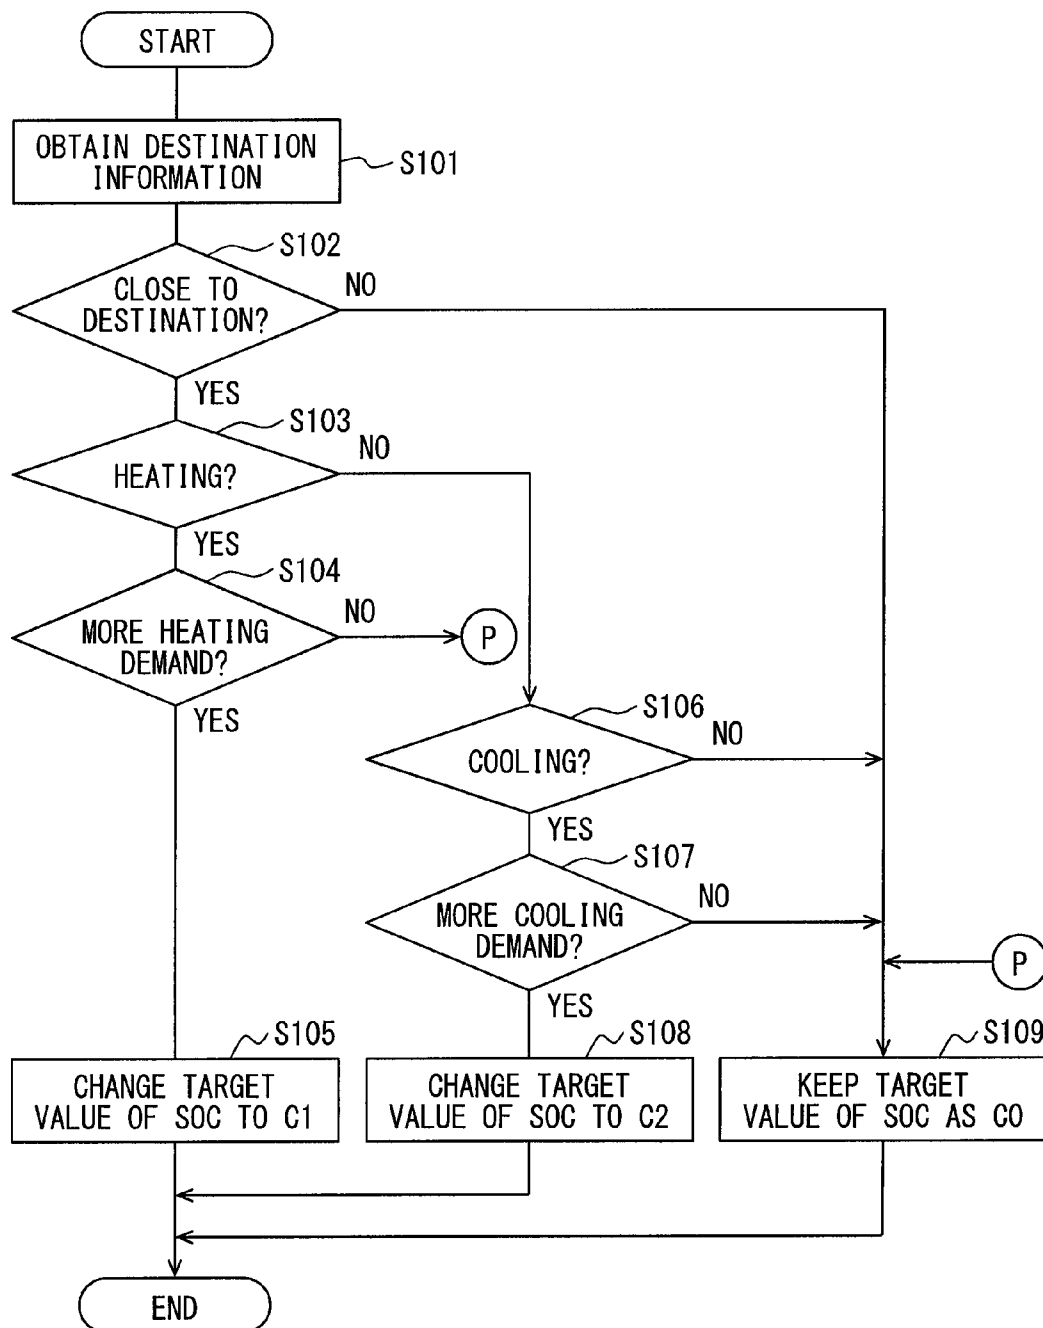 START
OBTAIN DESTINATION
INFORMATION
S101
S102
CLOSE TO
DESTINATION?
NO
YES
S103
HEATING?
NO
YES
S104
MORE HEATING
DEMAND?
NO
P
YES
S106
COOLING?
NO
YES
S107
MORE COOLING
DEMAND?
NO
P
YES
S105
CHANGE TARGET
VALUE OF SOC TO C1
S108
CHANGE TARGET
VALUE OF SOC TO C2
S109
KEEP TARGET
VALUE OF SOC AS C0
END